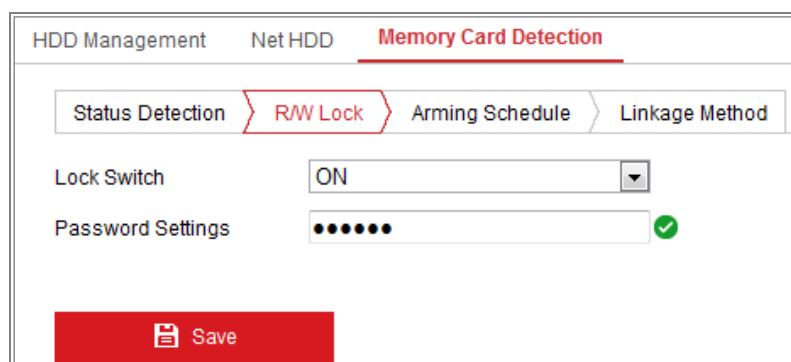 HDD Management Net HDD Memory Card Detection
Status Detection R/W Lock Arming Schedule Linkage Method
Lock Switch ON
Password Settings ●●●●●●
Save